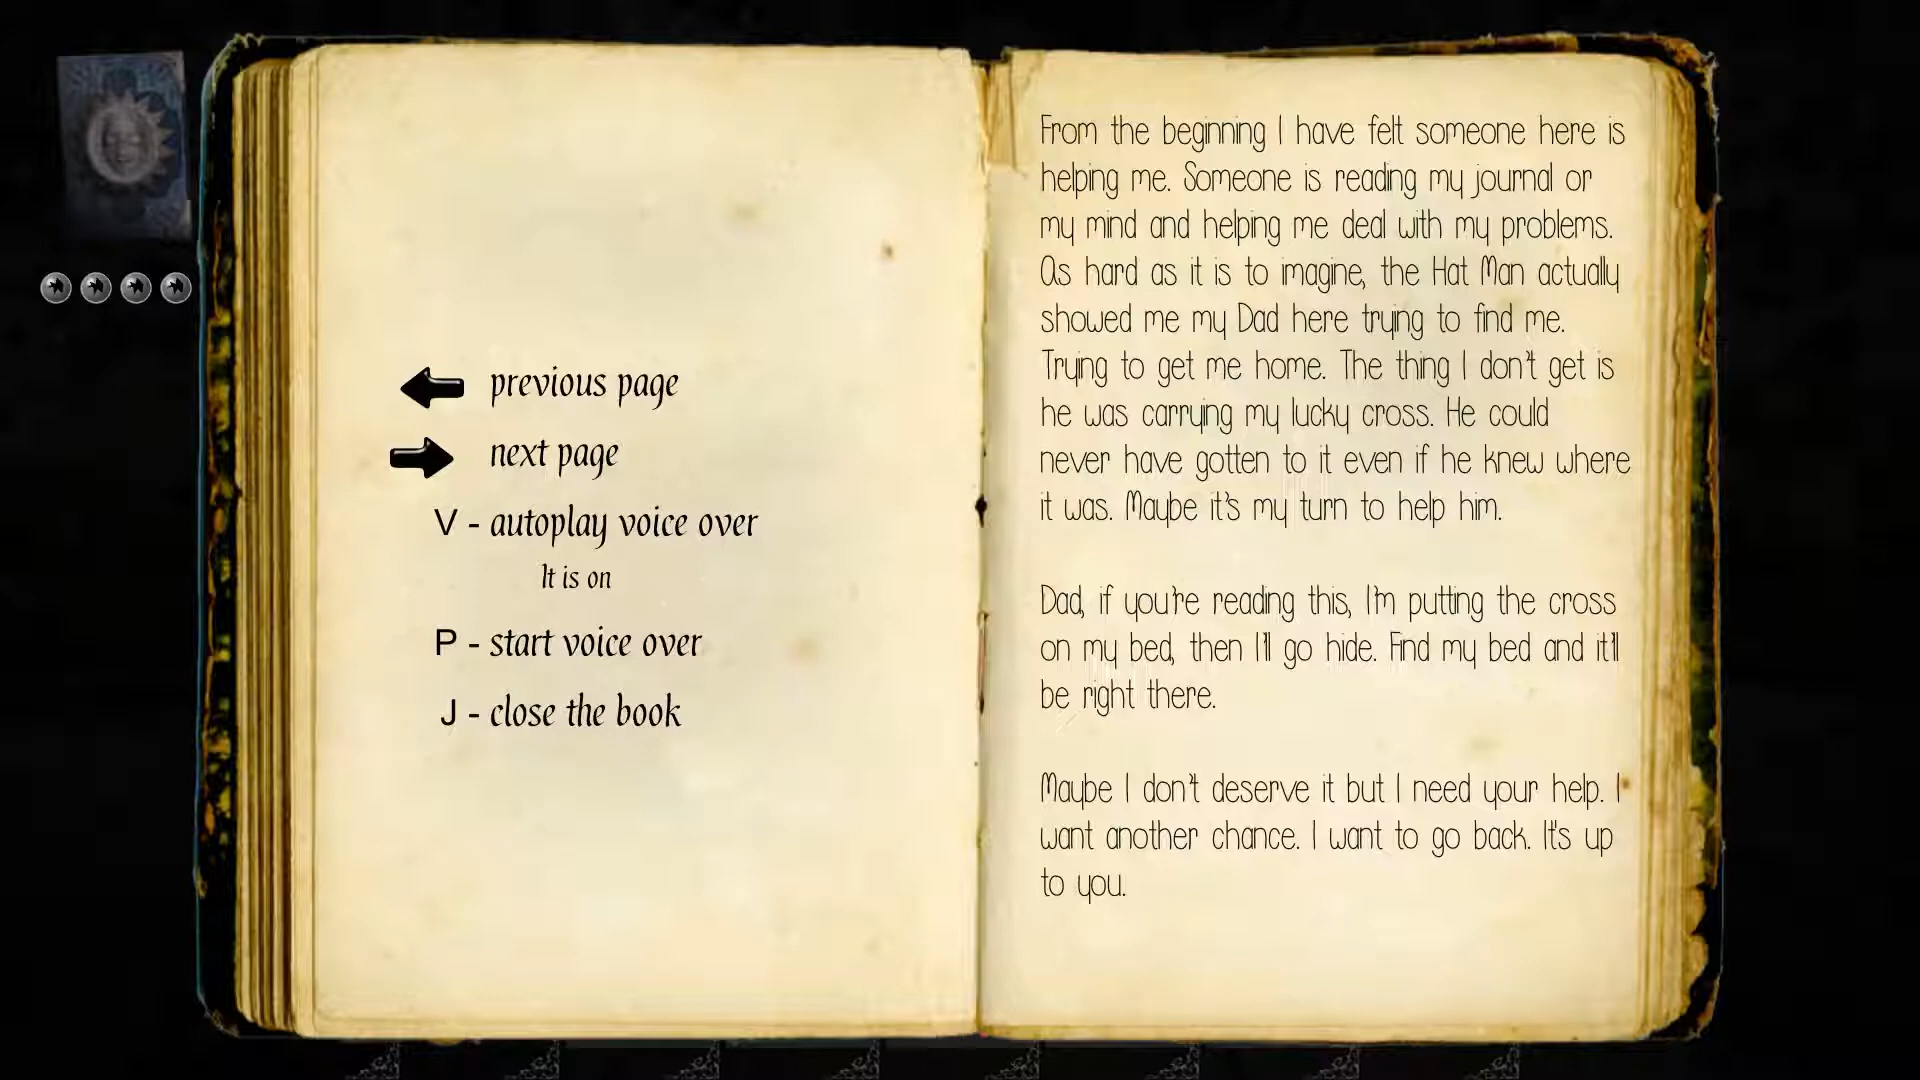 previous page
next page
V - autoplay voice over
It is on
P - start voice over
J - close the book
From the beginning I have felt someone here is
helping me. Someone is reading my journal or
my mind and helping me deal with my problems.
As hard as it is to imagine, the Hat Man actually
showed me my Dad here trying to find me.
Trying to get me home. The thing I don't get is
he was carrying my lucky cross. He could
never have gotten to it even if he knew where
it was. Maybe it's my turn to help him.
Dad, if you're reading this, I'm putting the cross
on my bed, then I'll go hide. Find my bed and it'll
be right there.
Maybe I don't deserve it but I need your help. I
want another chance. I want to go back. It's up
to you.